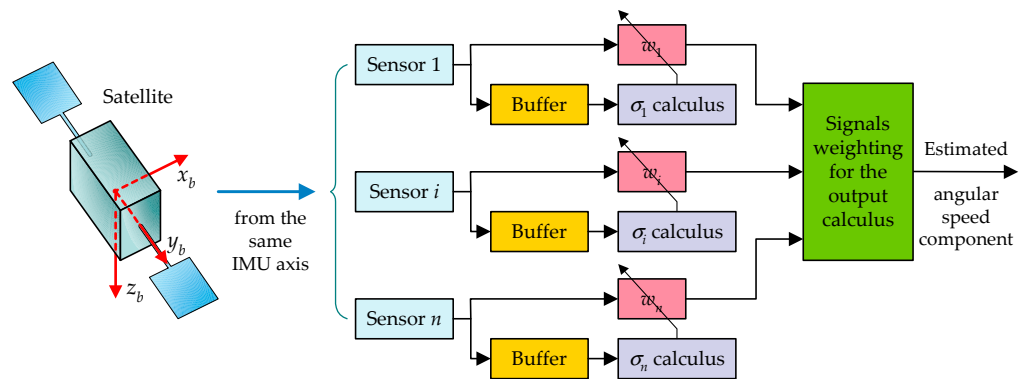 Satellite
x_b
y_b
z_b
from the
same
IMU axis
Sensor 1
Buffer
w_1
σ_1 calculus
Sensor i
Buffer
w_i
σ_i calculus
Sensor n
Buffer
w_n
σ_n calculus
Signals
weighting
for the
output
calculus
Estimated
angular
speed
component